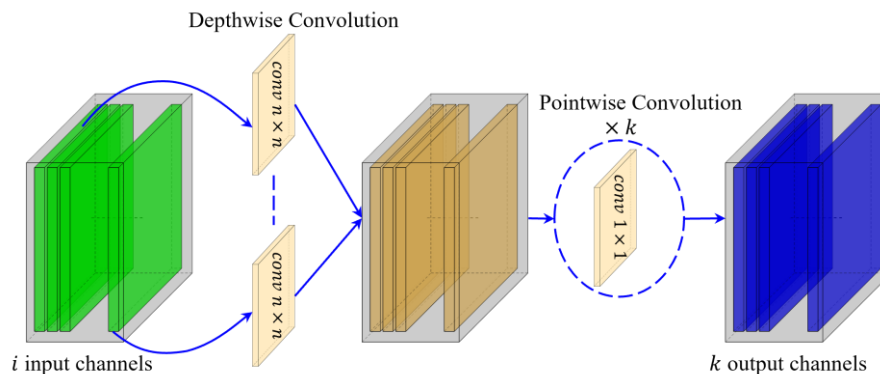 Depthwise Convolution
conv n × n
Pointwise Convolution
× k
conv 1 × 1
conv n × n
i input channels
k output channels